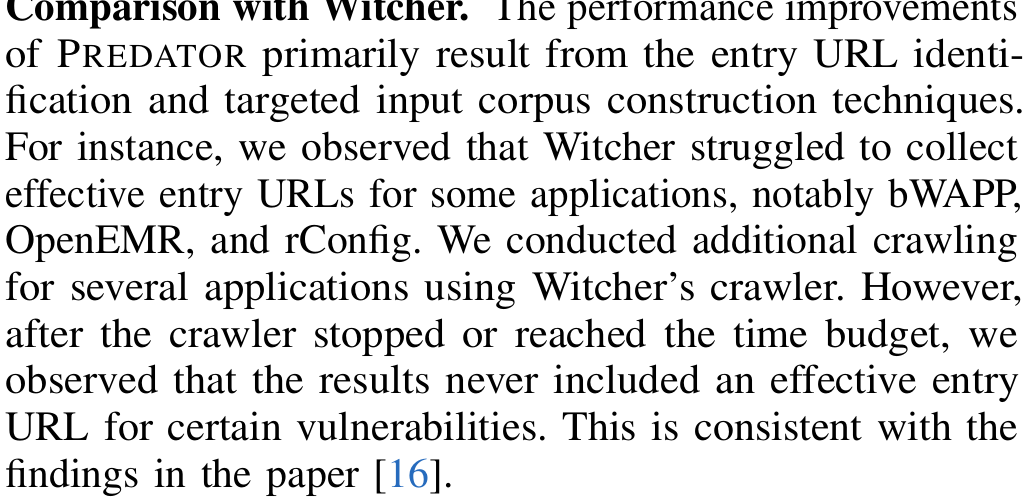 Comparison with Witcher. The performance improvements
of PREDATOR primarily result from the entry URL identi-
fication and targeted input corpus construction techniques.
For instance, we observed that Witcher struggled to collect
effective entry URLs for some applications, notably bWAPP,
OpenEMR, and rConfig. We conducted additional crawling
for several applications using Witcher's crawler. However,
after the crawler stopped or reached the time budget, we
observed that the results never included an effective entry
URL for certain vulnerabilities. This is consistent with the
findings in the paper [16].